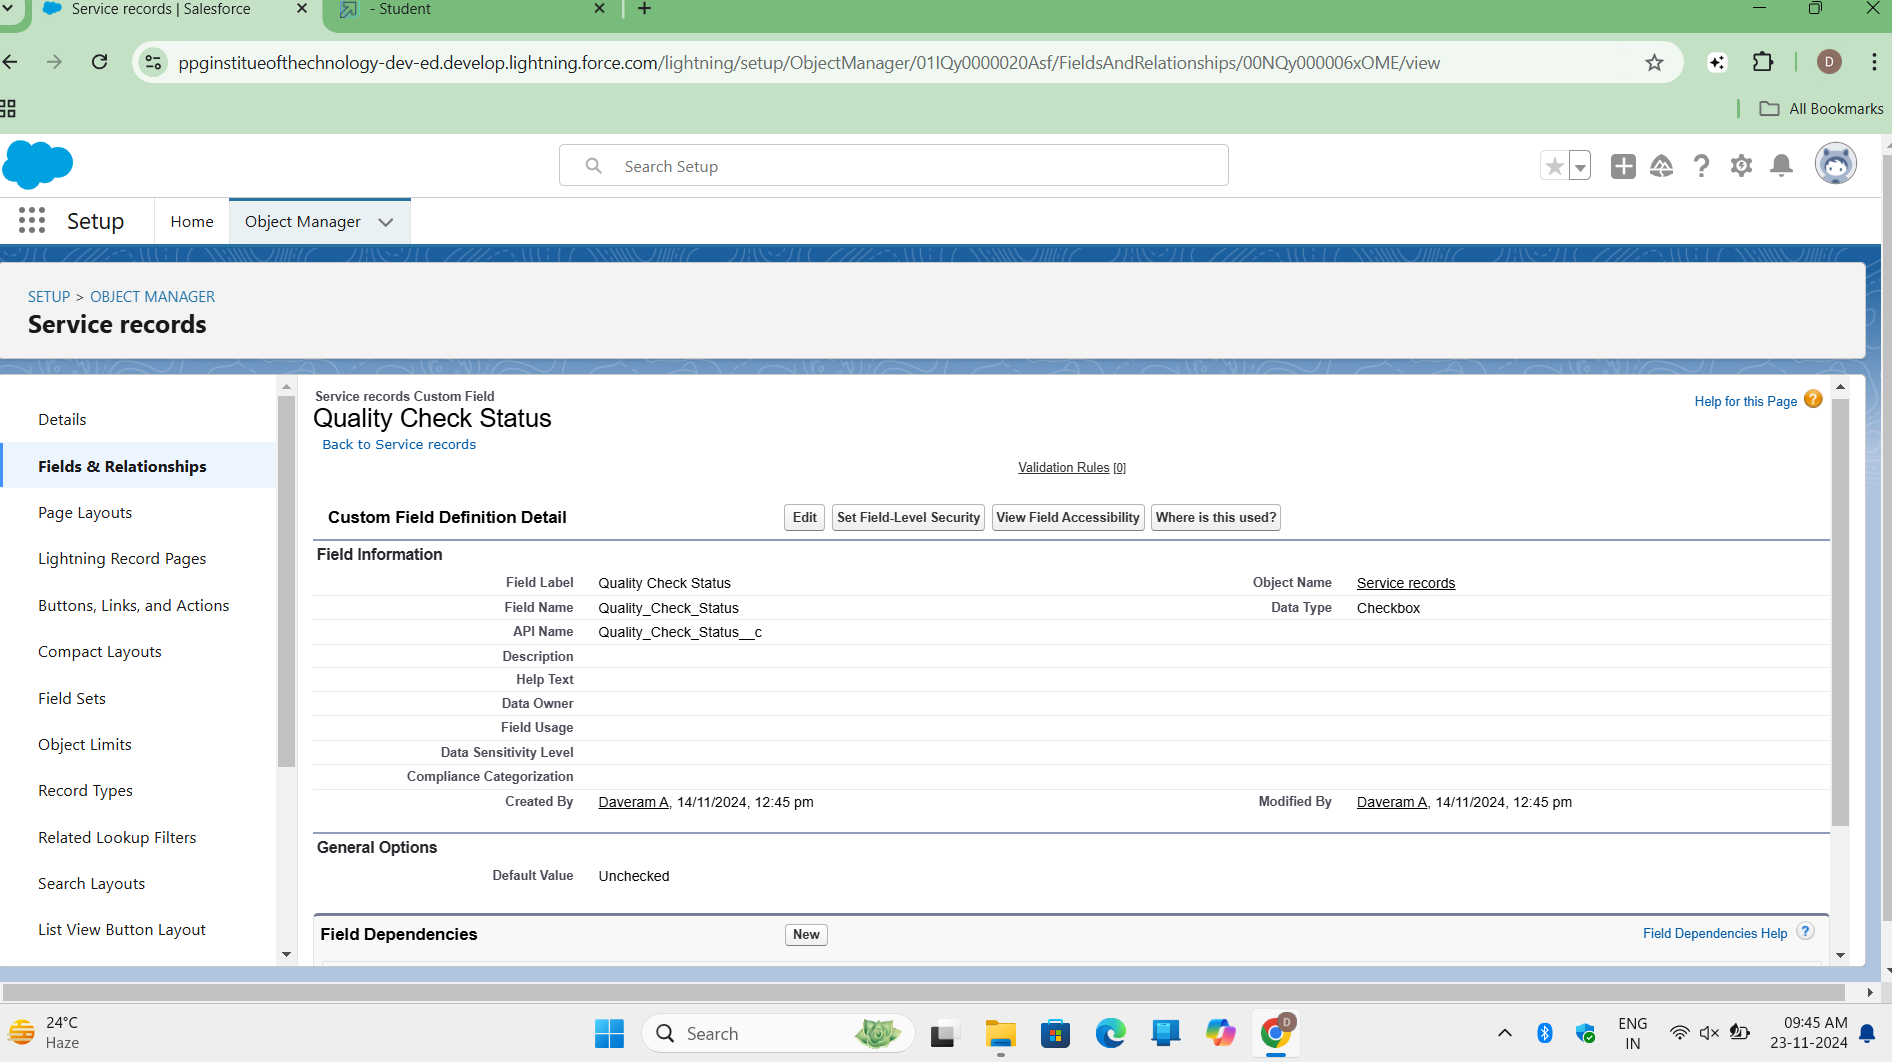 Service records | Salesforce
- Student
ppginstitueofthechnology-dev-ed.develop.lightning.force.com/lightning/setup/ObjectManager/01IQy0000020Asf/FieldsAndRelationships/00NQy000006xOME/view
D
All Bookmarks
Search Setup
Setup
Home
Object Manager
SETUP > OBJECT MANAGER
Service records
Details
Fields & Relationships
Page Layouts
Lightning Record Pages
Buttons, Links, and Actions
Compact Layouts
Field Sets
Object Limits
Record Types
Related Lookup Filters
Search Layouts
List View Button Layout
Service records Custom Field
Quality Check Status
Back to Service records
Help for this Page ?
Validation Rules [0]
Custom Field Definition Detail
Edit
Set Field-Level Security
View Field Accessibility
Where is this used?
Field Information
Field Label Quality Check Status Object Name Service records
Field Name Quality_Check_Status Data Type Checkbox
API Name Quality_Check_Status__c
Description
Help Text
Data Owner
Field Usage
Data Sensitivity Level
Compliance Categorization
Created By Daveram A, 14/11/2024, 12:45 pm Modified By Daveram A, 14/11/2024, 12:45 pm
General Options
Default Value Unchecked
Field Dependencies
New
Field Dependencies Help ?
24°C
Haze
Search
D
ENG
IN
09:45 AM
23-11-2024